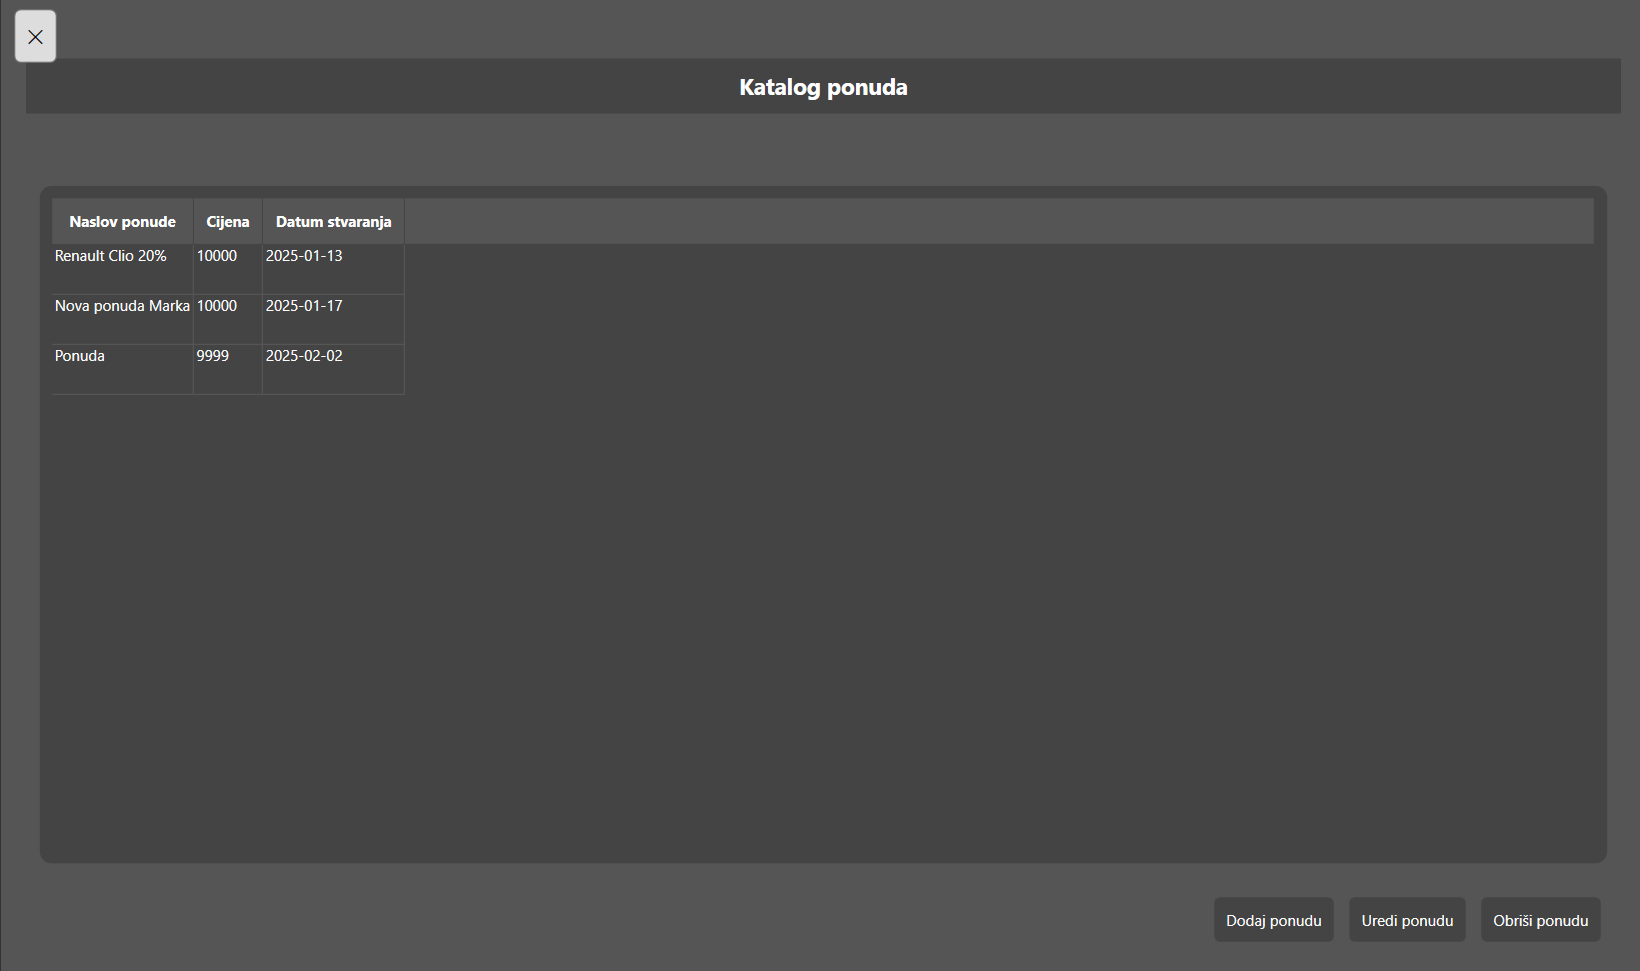 Katalog ponuda
Naslov ponude Cijena Datum stvaranja
Renault Clio 20% 10000 2025-01-13
Nova ponuda Marka 10000 2025-01-17
Ponuda 9999 2025-02-02
Dodaj ponudu Uredi ponudu Obriši ponudu